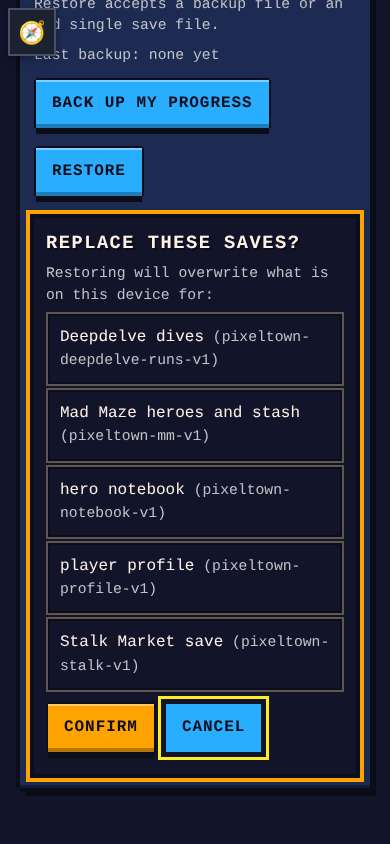 Restore accepts a backup file or an
d single save file.
Last backup: none yet
BACK UP MY PROGRESS
RESTORE
REPLACE THESE SAVES?
Restoring will overwrite what is
on this device for:
Deepdelve dives (pixeltown-
deepdelve-runs-v1)
Mad Maze heroes and stash
(pixeltown-mm-v1)
hero notebook (pixeltown-
notebook-v1)
player profile (pixeltown-
profile-v1)
Stalk Market save (pixeltown-
stalk-v1)
CONFIRM CANCEL